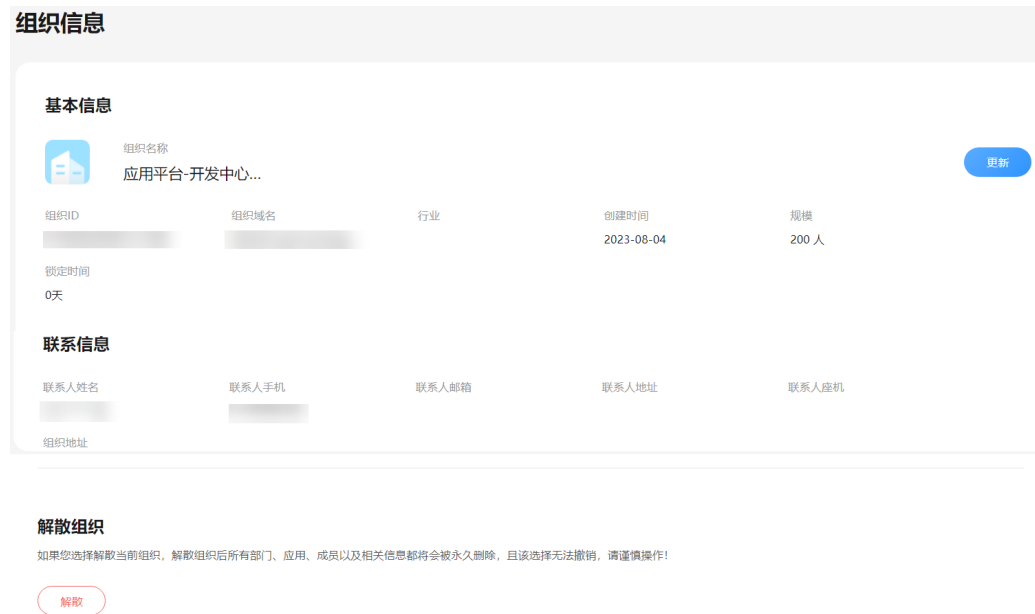 组织信息
基本信息
组织名称
应用平台-开发中心...
更新
组织ID 组织域名 行业 创建时间 规模
2023-08-04 200 人
锁定时间
0天
联系信息
联系人姓名 联系人手机 联系人邮箱 联系人地址 联系人座机
组织地址
解散组织
如果您选择解散当前组织，解散组织后所有部门、应用、成员以及相关信息都将会被永久删除，且该选择无法撤销，请谨慎操作！
解散